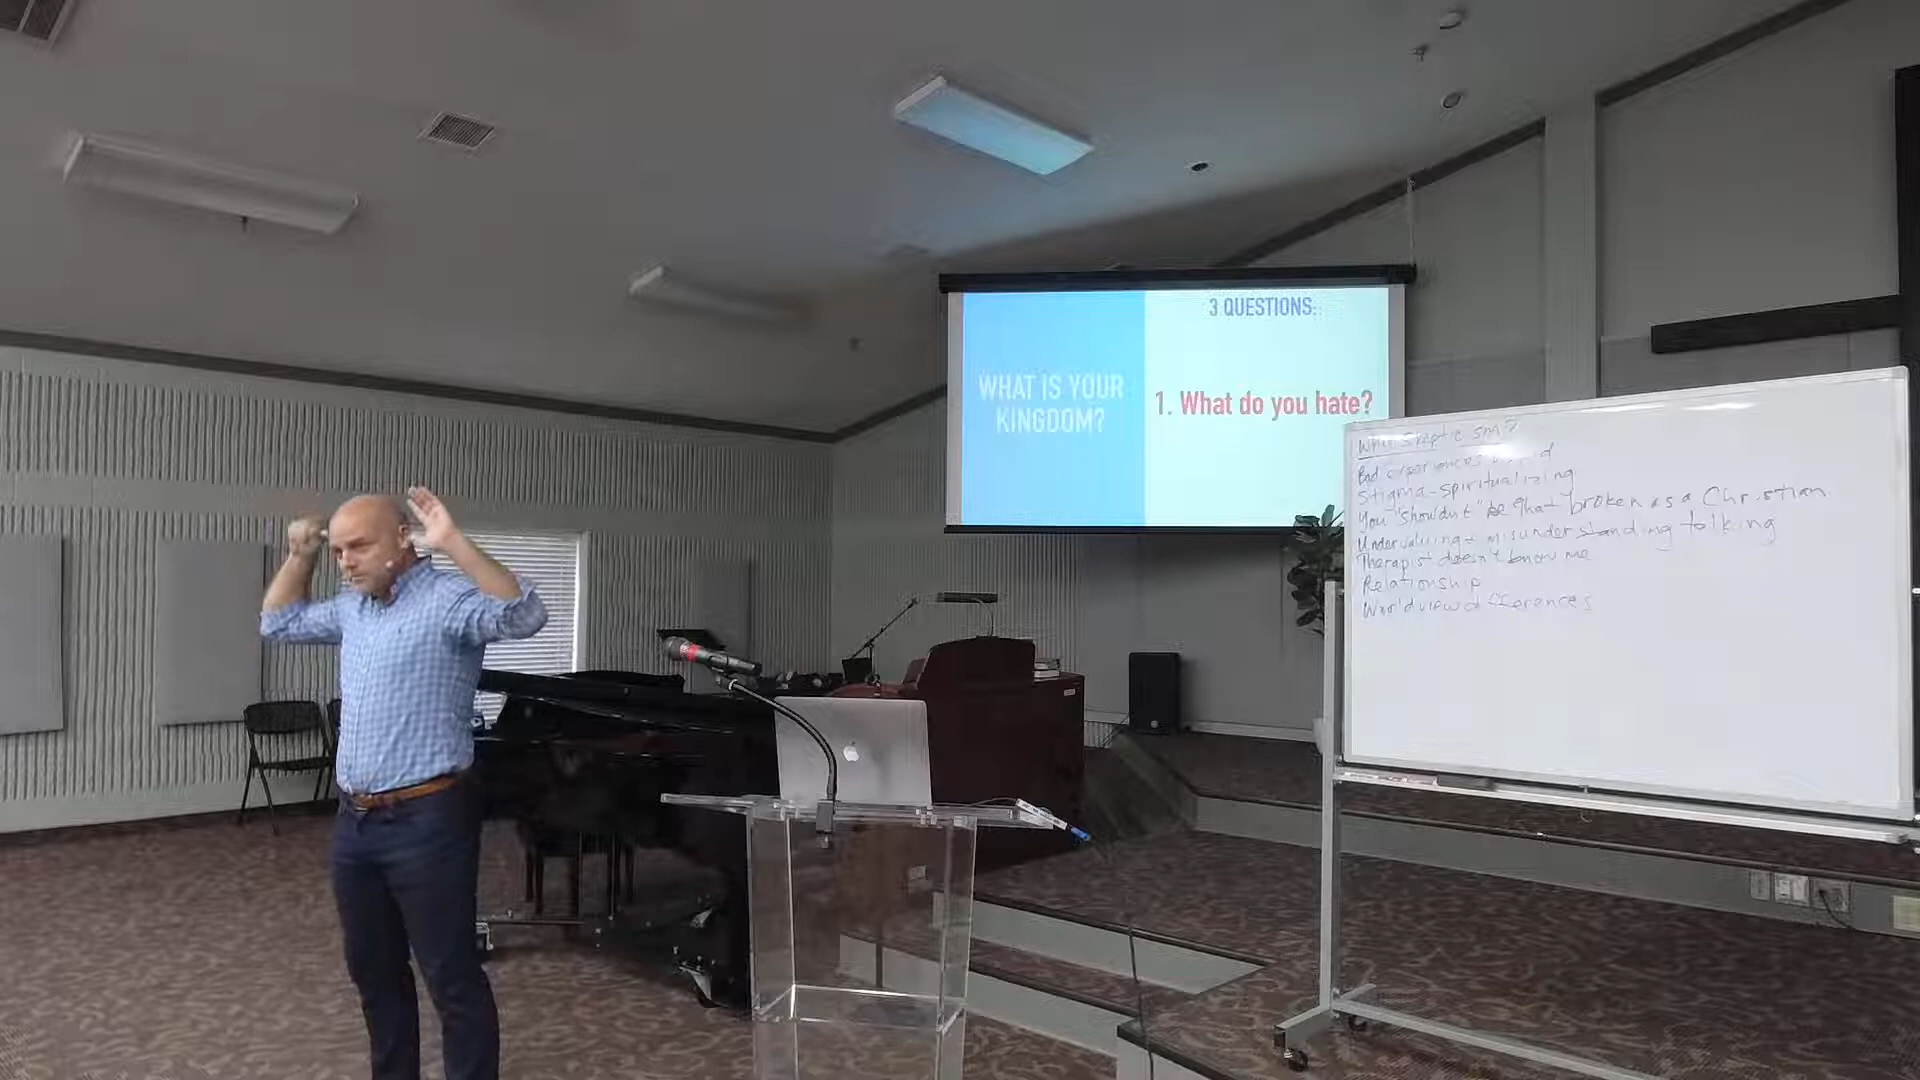 3 QUESTIONS:
WHAT IS YOUR
KINGDOM?
1. What do you hate?
Bad experiences
Stigma - spiritualizing
You "shouldn't" be "that" broken as a Christian.
Undervaluing + misunderstanding talking
Therapist doesn't know me
Relationship
Worldview differences